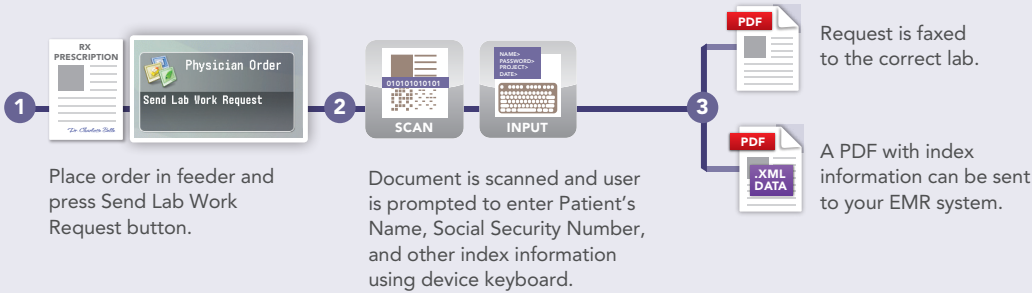 1
RX
PRESCRIPTION
Dr. Charlotte Bills
Physician Order
Send Lab Work Request
Place order in feeder and
press Send Lab Work
Request button.
2
010101010101
SCAN
NAME>
PASSWORD>
PROJECT>
DATE>
INPUT
Document is scanned and user
is prompted to enter Patient’s
Name, Social Security Number,
and other index information
using device keyboard.
3
PDF
Request is faxed
to the correct lab.
PDF
.XML
DATA
A PDF with index
information can be sent
to your EMR system.